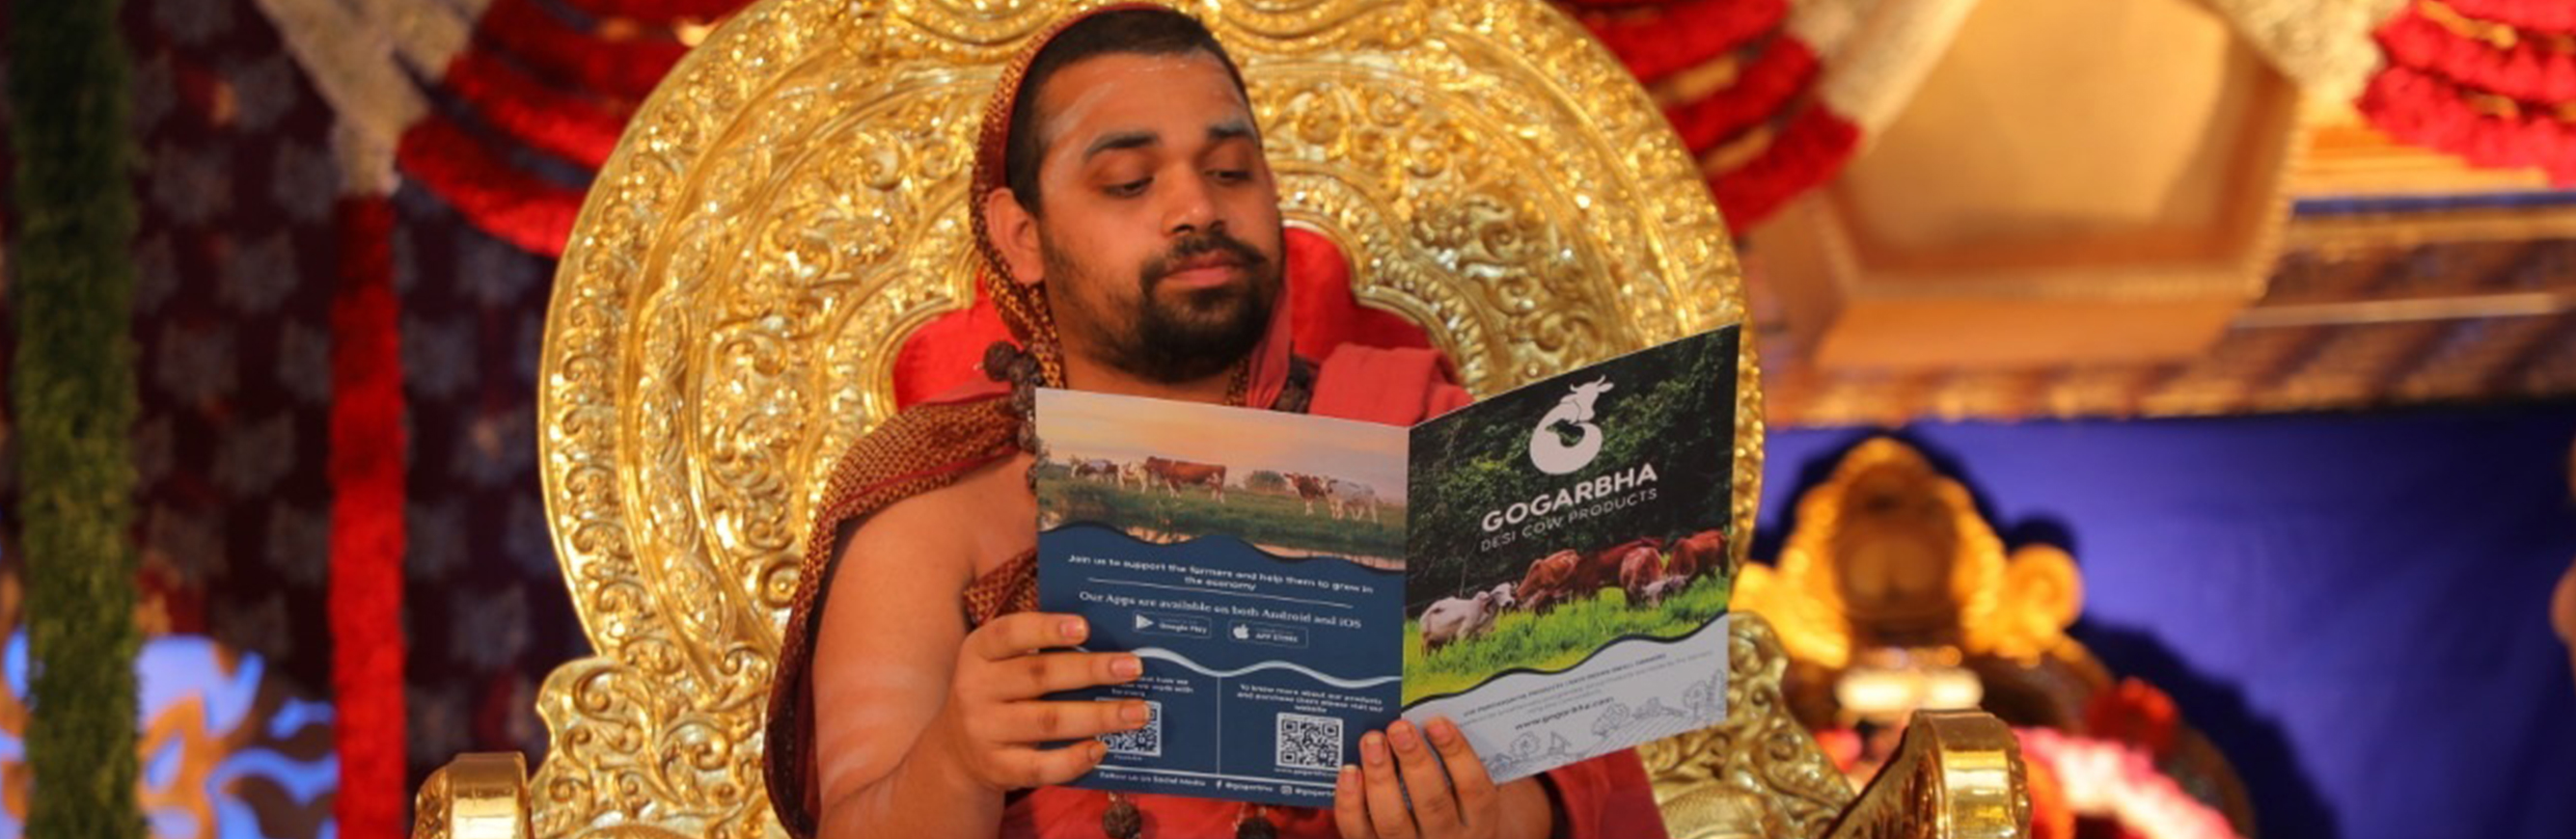 Join us to support the farmers and help them to grow in
the economy
Our Apps are available on both Android and iOS
Google Play
APP STORE
with
To know more about our products
and purchase them please visit our
website
Follow us on Social Media
GOGARBHA
DESI COW PRODUCTS
www.gogarbha.com